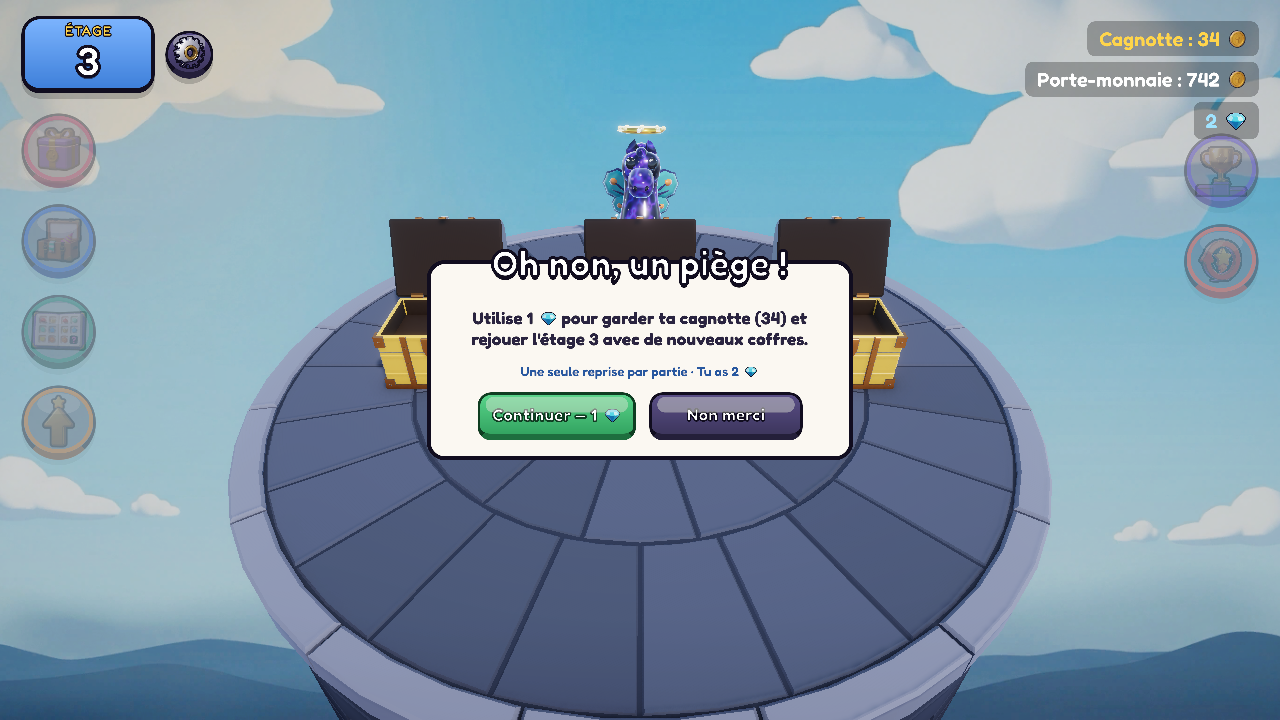 ÉTAGE
3
Cagnotte : 34
Porte-monnaie : 742
2
Oh non, un piège !
Utilise 1 pour garder ta cagnotte (34) et
rejouer l'étage 3 avec de nouveaux coffres.
Une seule reprise par partie · Tu as 2
Continuer – 1
Non merci